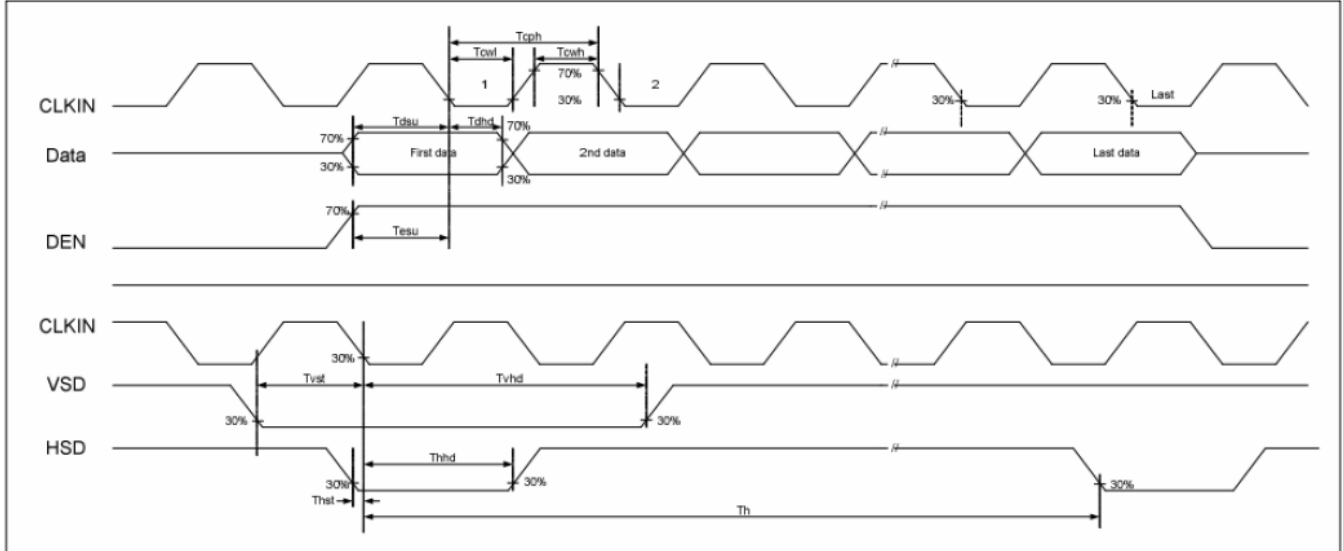 Tcph
Tcwl
Tcwh
70%
1
2
CLKIN
30%
30%
30%
Last
Tdsu
Tdhd
70%
70%
Data
First data
2nd data
Last data
30%
30%
70%
Tesu
DEN
CLKIN
30%
Tvst
Tvhd
VSD
30%
30%
HSD
Thhd
30%
30%
30%
Thst
Th